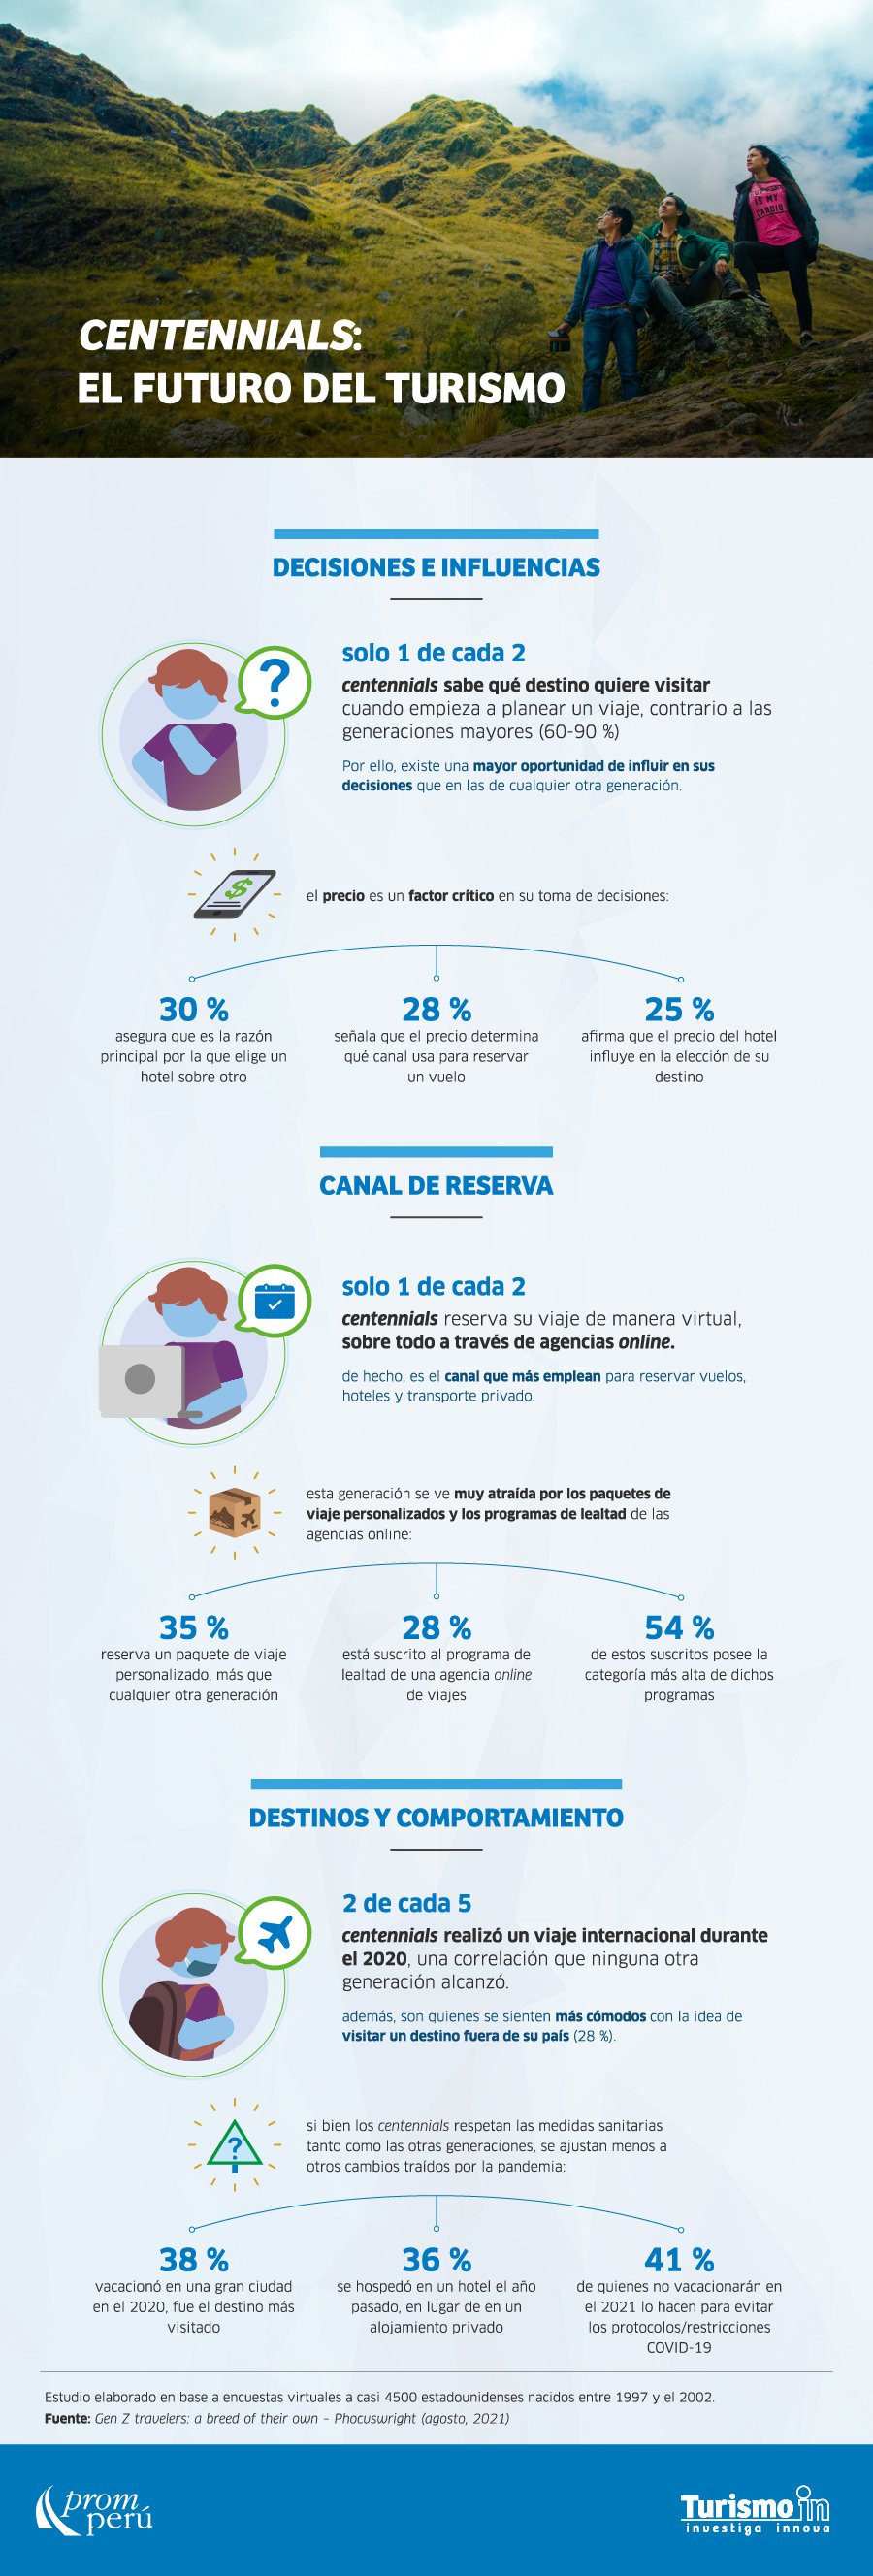 IS MY
CARDIO
CENTENNIALS:
EL FUTURO DEL TURISMO
DECISIONES E INFLUENCIAS
?
solo 1 de cada 2
centennials sabe qué destino quiere visitar
cuando empieza a planear un viaje, contrario a las
generaciones mayores (60-90 %)
Por ello, existe una mayor oportunidad de influir en sus
decisiones que en las de cualquier otra generación.
$
el precio es un factor crítico en su toma de decisiones:
30 %
asegura que es la razón
principal por la que elige un
hotel sobre otro
28 %
señala que el precio determina
qué canal usa para reservar
un vuelo
25 %
afirma que el precio del hotel
influye en la elección de su
destino
CANAL DE RESERVA
solo 1 de cada 2
centennials reserva su viaje de manera virtual,
sobre todo a través de agencias online.
de hecho, es el canal que más emplean para reservar vuelos,
hoteles y transporte privado.
esta generación se ve muy atraída por los paquetes de
viaje personalizados y los programas de lealtad de las
agencias online:
35 %
reserva un paquete de viaje
personalizado, más que
cualquier otra generación
28 %
está suscrito al programa de
lealtad de una agencia online
de viajes
54 %
de estos suscritos posee la
categoría más alta de dichos
programas
DESTINOS Y COMPORTAMIENTO
2 de cada 5
centennials realizó un viaje internacional durante
el 2020, una correlación que ninguna otra
generación alcanzó.
además, son quienes se sienten más cómodos con la idea de
visitar un destino fuera de su país (28 %).
?
si bien los centennials respetan las medidas sanitarias
tanto como las otras generaciones, se ajustan menos a
otros cambios traídos por la pandemia:
38 %
vacacionó en una gran ciudad
en el 2020, fue el destino más
visitado
36 %
se hospedó en un hotel el año
pasado, en lugar de en un
alojamiento privado
41 %
de quienes no vacacionarán en
el 2021 lo hacen para evitar
los protocolos/restricciones
COVID-19
Estudio elaborado en base a encuestas virtuales a casi 4500 estadounidenses nacidos entre 1997 y el 2002.
Fuente: Gen Z travelers: a breed of their own – Phocuswright (agosto, 2021)
prom
perú
Turismo in
investiga innova